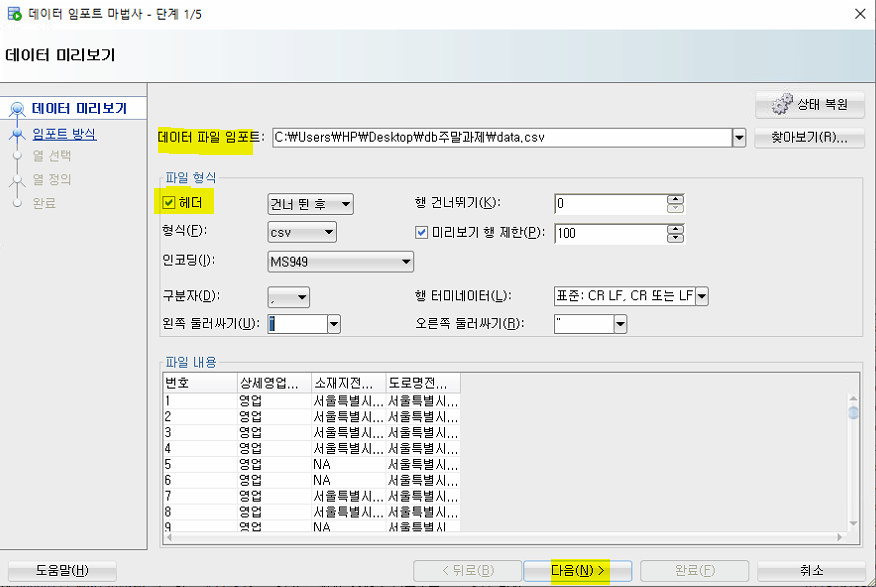 데이터 임포트 마법사 - 단계 1/5
데이터 미리보기
데이터 미리보기
임포트 방식
열 선택
열 정의
완료
상태 복원
데이터 파일 임포트: C:₩Users₩HP₩Desktop₩db주말과제₩data.csv 찾아보기(R)...
파일 형식
헤더 건너 뛴 후 행 건너뛰기(K): 0
형식(F): csv 미리보기 행 제한(P): 100
인코딩(I): MS949
구분자(D): , 행 터미네이터(L): 표준: CR LF, CR 또는 LF
왼쪽 둘러싸기(U): " 오른쪽 둘러싸기(R): "
파일 내용
번호 상세영업... 소재지전... 도로명전...
1 영업 서울특별시... 서울특별시...
2 영업 서울특별시... 서울특별시...
3 영업 서울특별시... 서울특별시...
4 영업 서울특별시... 서울특별시...
5 영업 NA 서울특별시...
6 영업 NA 서울특별시...
7 영업 서울특별시... 서울특별시...
8 영업 서울특별시... 서울특별시...
9 영업 NA 서울특별시...
도움말(H) < 뒤로(B) 다음(N) > 완료(F) 취소